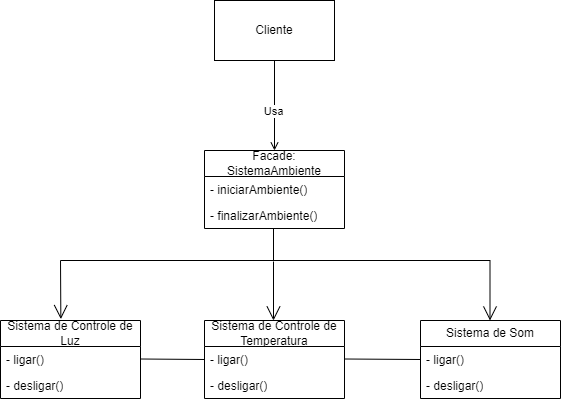 Cliente
Usa
Facade:
SistemaAmbiente
- iniciarAmbiente()
- finalizarAmbiente()
Sistema de Controle de
Luz
- ligar()
- desligar()
Sistema de Controle de
Temperatura
- ligar()
- desligar()
Sistema de Som
- ligar()
- desligar()